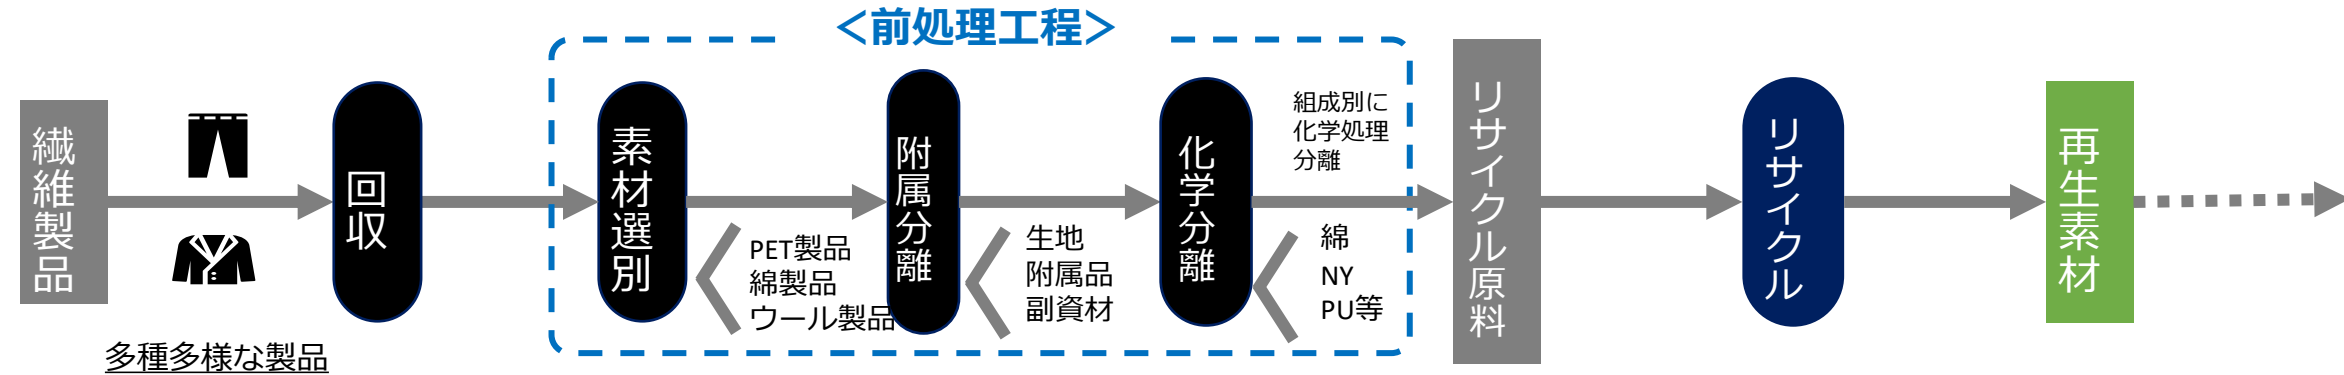 <前処理工程>
繊維製品
多種多様な製品
回収
素材選別
PET製品
綿製品
ウール製品
附属分離
生地
附属品
副資材
化学分離
組成別に
化学処理
分離
綿
NY
PU等
リサイクル原料
リサイクル
再生素材